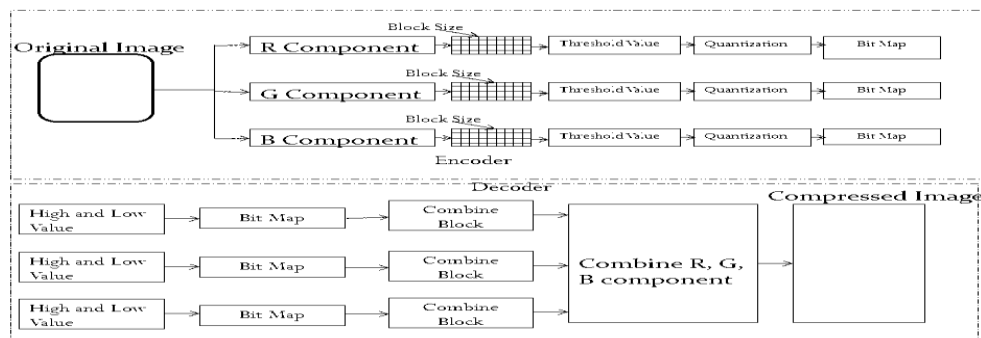 Original Image
Block Size
R Component
Threshold Value
Quantization
Bit Map
Block Size
G Component
Threshold Value
Quantization
Bit Map
Block Size
B Component
Threshold Value
Quantization
Bit Map
Encoder
Decoder
High and Low
Value
Bit Map
Combine
Block
High and Low
Value
Bit Map
Combine
Block
High and Low
Value
Bit Map
Combine
Block
Combine R, G,
B component
Compressed Image